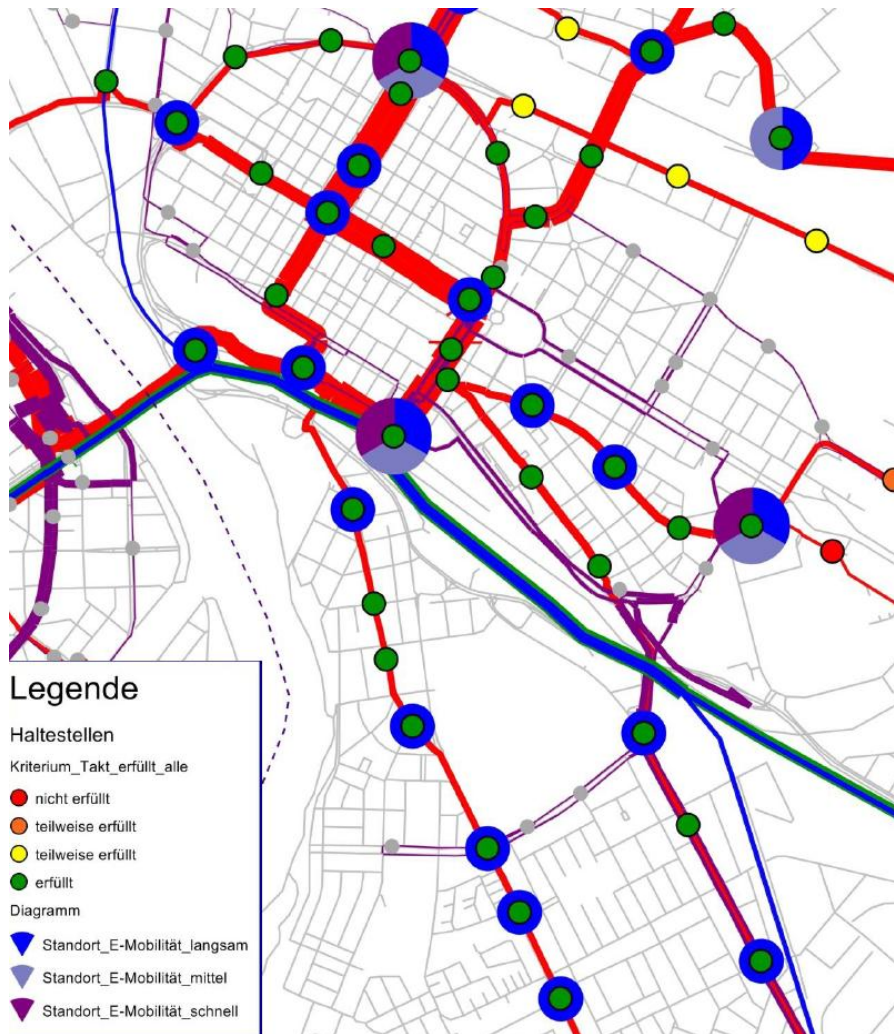 Legende
Haltestellen
Kriterium_Takt_erfüllt_alle
nicht erfüllt
teilweise erfüllt
teilweise erfüllt
erfüllt
Diagramm
Standort_E-Mobilität_langsam
Standort_E-Mobilität_mittel
Standort_E-Mobilität_schnell